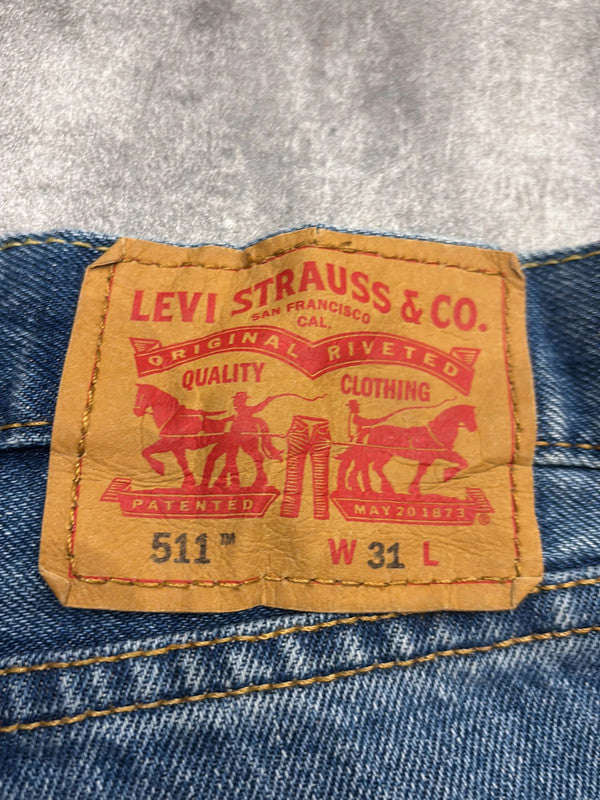 LEVI STRAUSS & CO.
SAN FRANCISCO
CAL.
ORIGINAL RIVETED
QUALITY CLOTHING
PATENTED MAY 20 1873 ®
511™ W 31 L